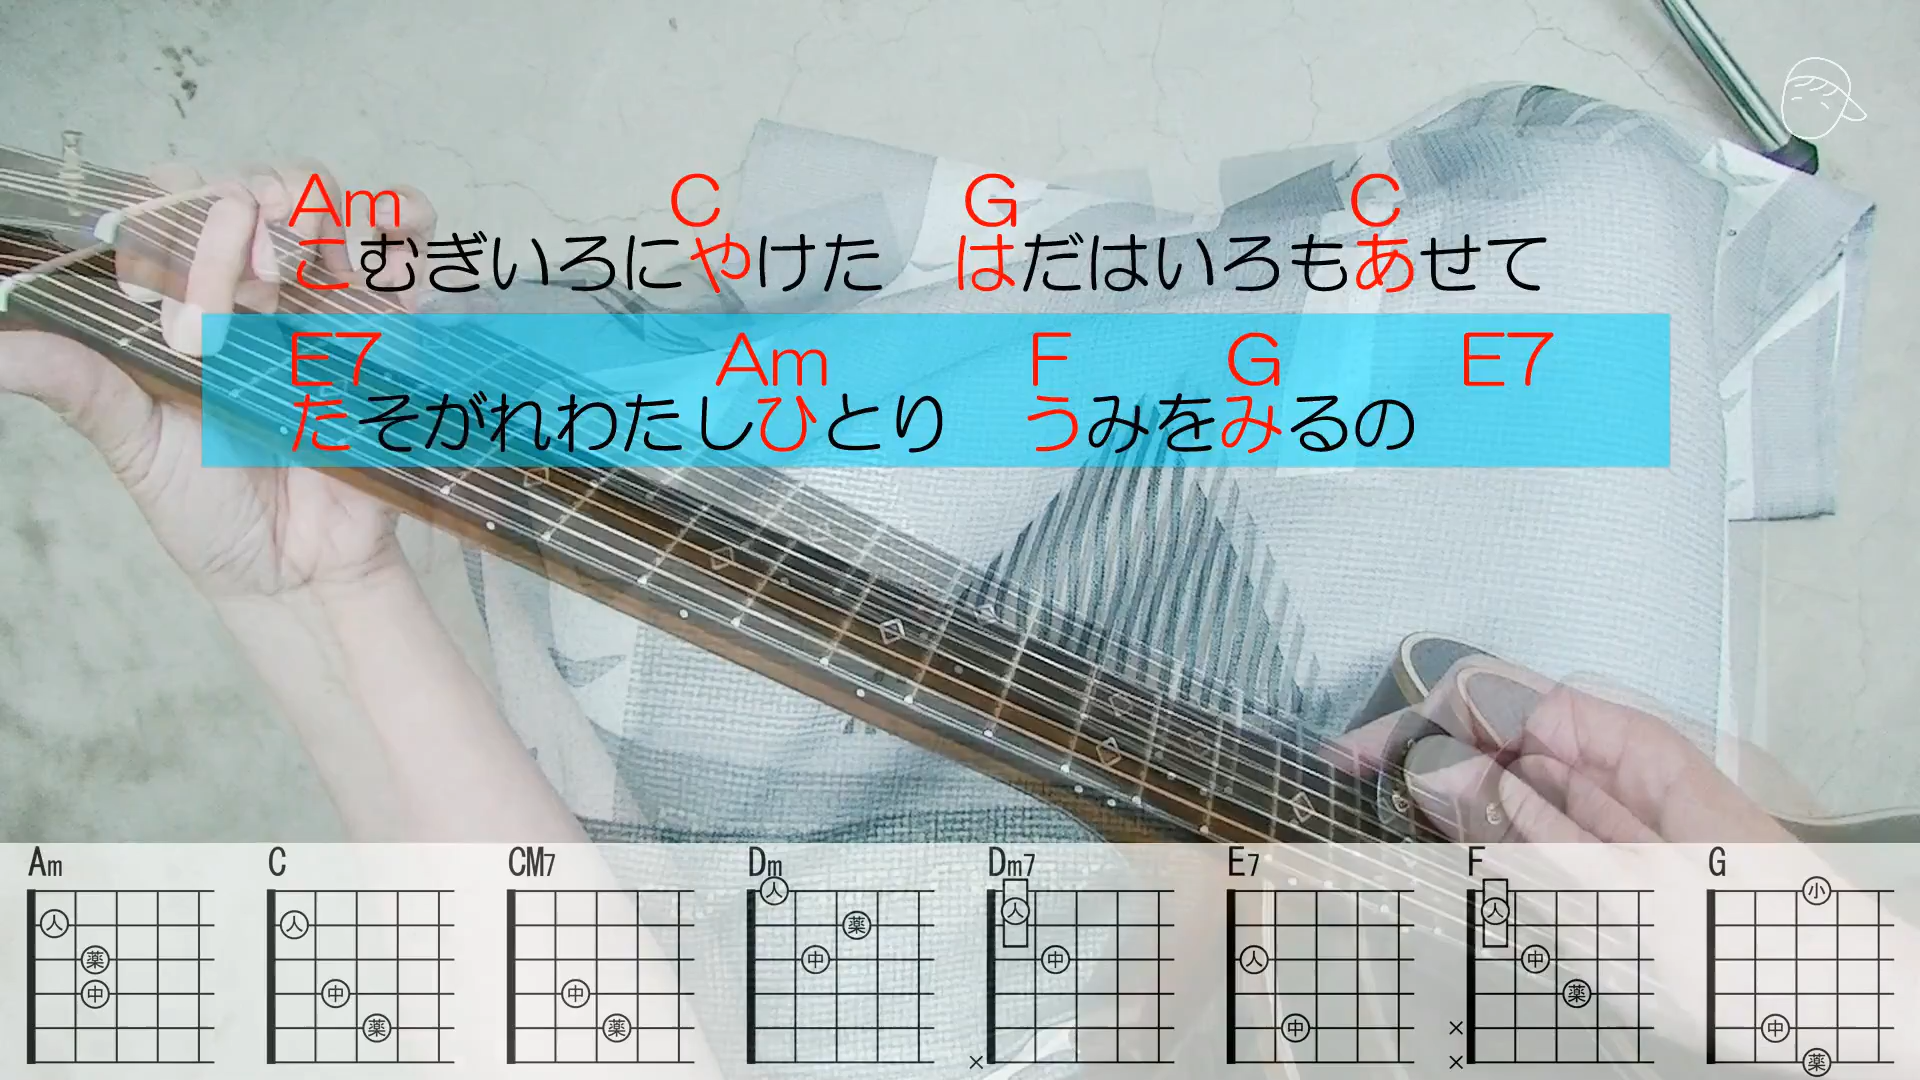 Am C G C
こむぎいろにやけた はだはいろもあせて
E7 Am F G E7
たそがれわたしひとり うみをみるの
Am C CM7 Dm Dm7 E7 F G
人 薬 中
人 中 薬
中 薬
人 薬 中
人 中 ×
人 中
人 中 薬 × ×
小 中 薬